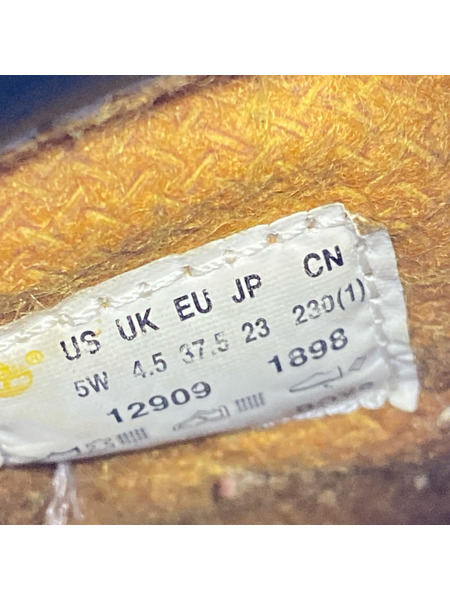 US UK EU JP CN
5W 4.5 37.5 23 230(1)
12909 1898
®